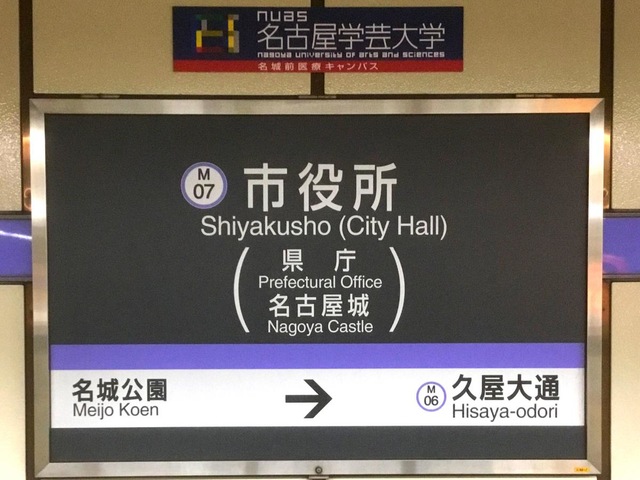 nuas
名古屋学芸大学
nagoya university of arts and sciences
名城前医療キャンパス
M
07
市役所
Shiyakusho (City Hall)
県 庁
Prefectural Office
名古屋城
Nagoya Castle
名城公園
Meijo Koen
→
M
06
久屋大通
Hisaya-odori